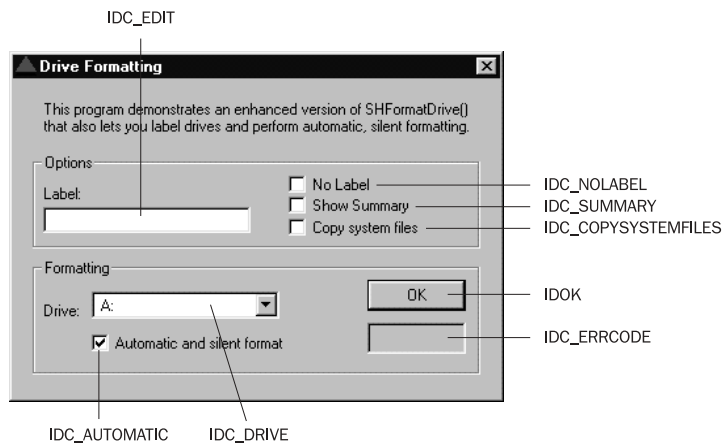 IDC_EDIT
Drive Formatting
This program demonstrates an enhanced version of SHFormatDrive()
that also lets you label drives and perform automatic, silent formatting.
Options
Label:
No Label
Show Summary
Copy system files
IDC_NOLABEL
IDC_SUMMARY
IDC_COPYSYSTEMFILES
Formatting
Drive:
A:
OK
IDOK
Automatic and silent format
IDC_ERRCODE
IDC_AUTOMATIC
IDC_DRIVE